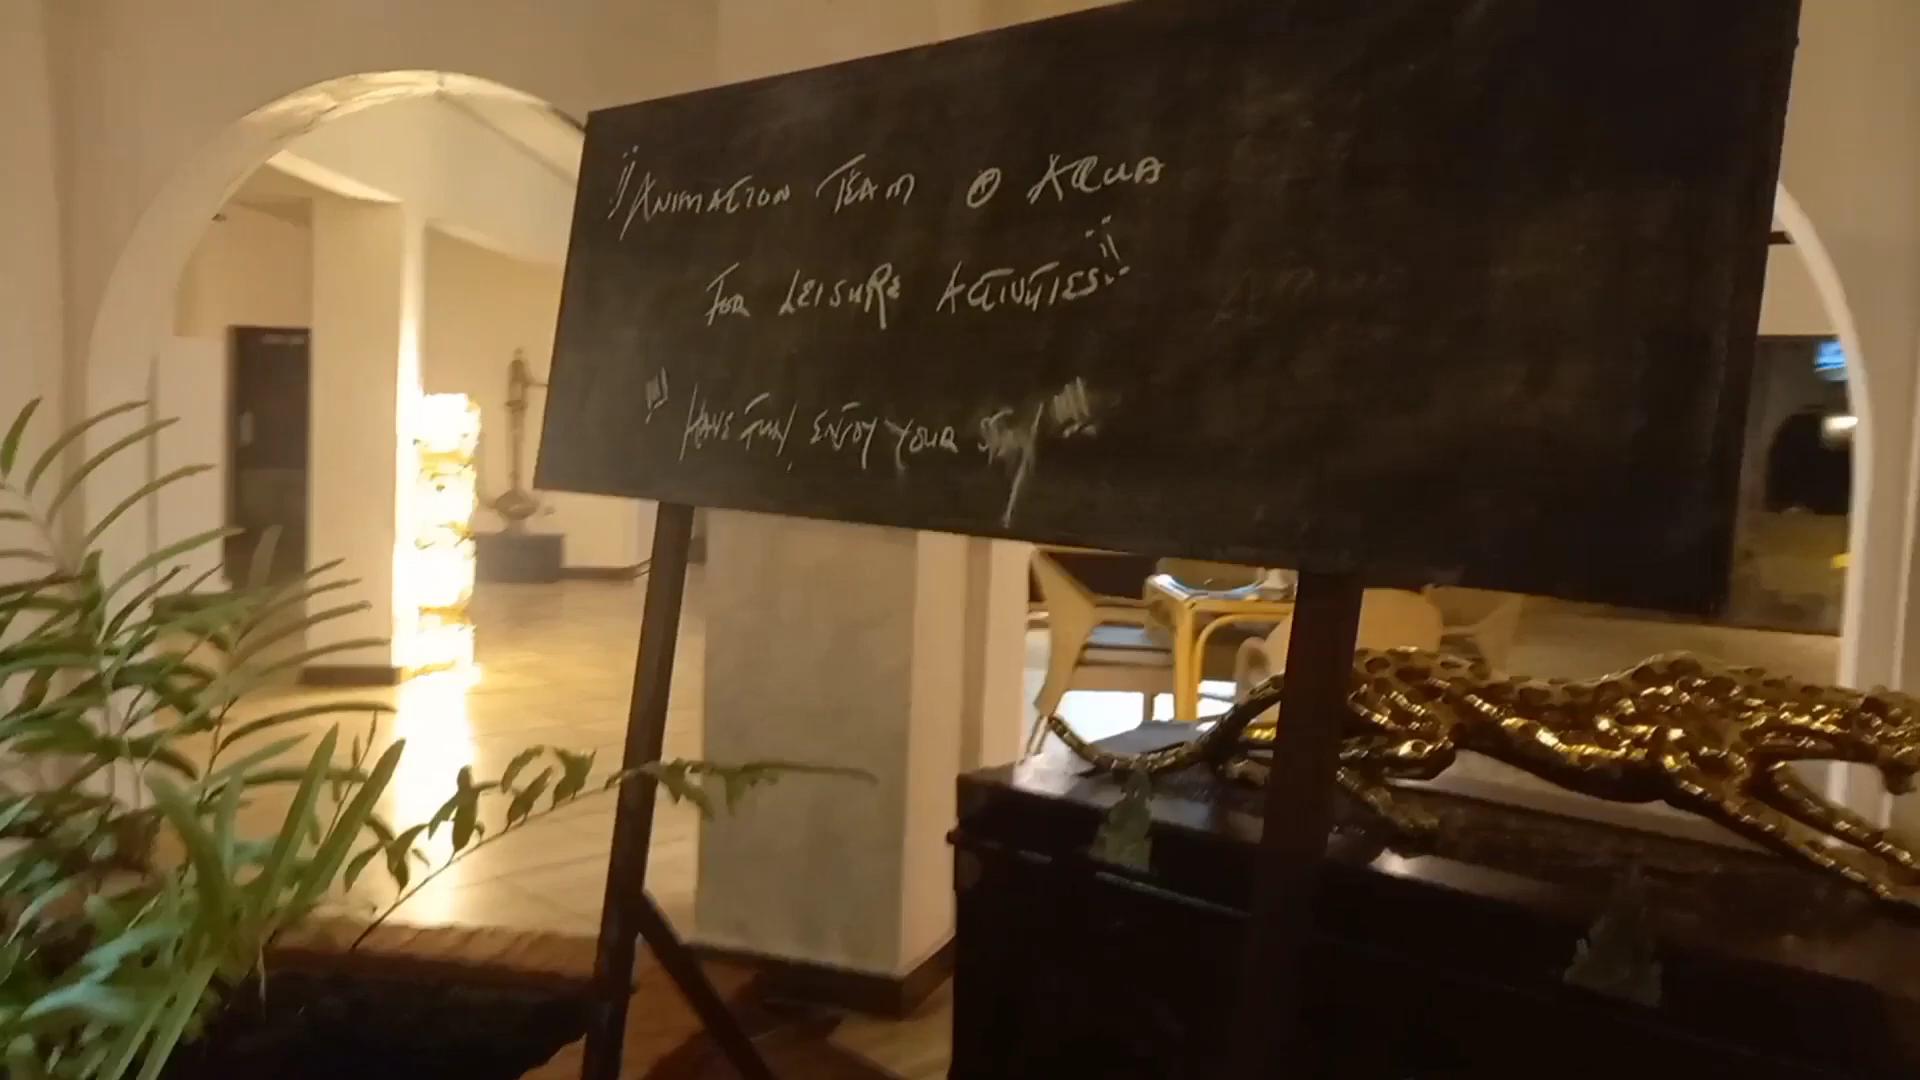 "ANIMATION TEAM @ AQUA
FOR LEISURE ACTIVITIES"
!!! HAVE FUN, ENJOY YOUR STAY !!!